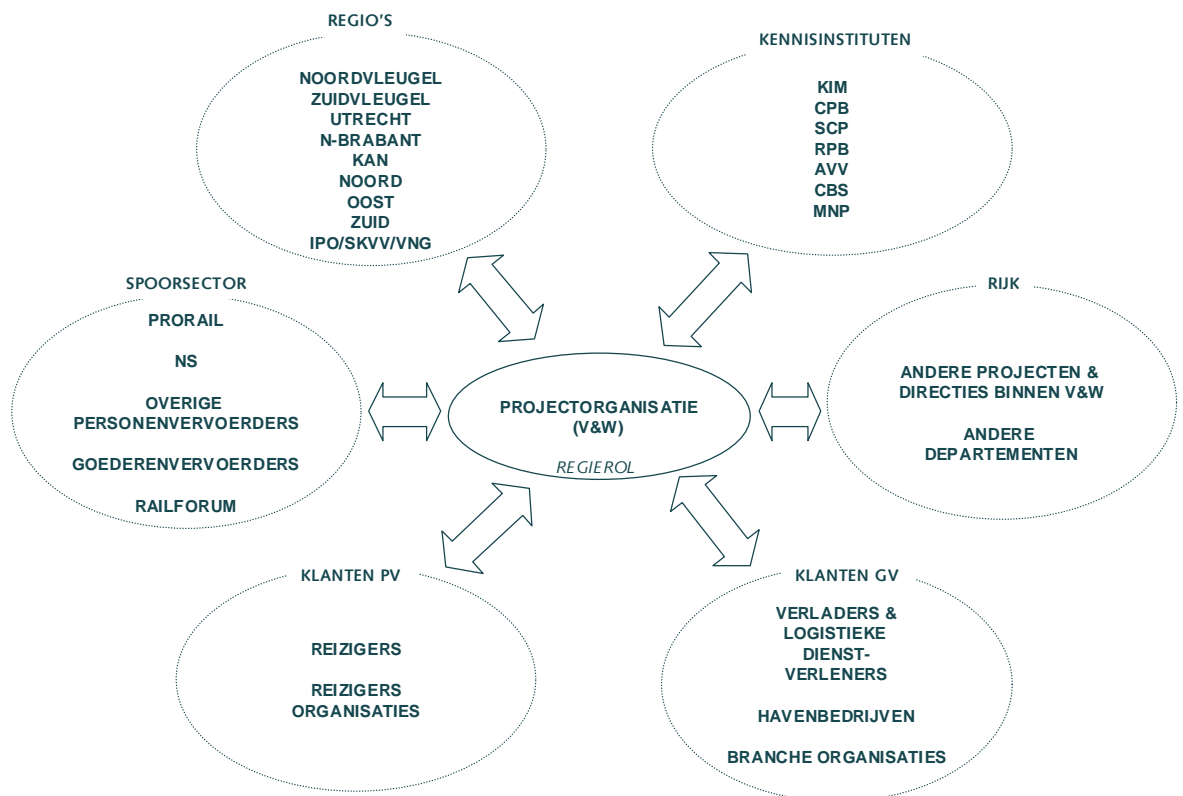 REGIO'S
NOORDVLEUGEL
ZUIDVLEUGEL
UTRECHT
N-BRABANT
KAN
NOORD
OOST
ZUID
IPO/SKVV/VNG
KENNISINSTITUTEN
KIM
CPB
SCP
RPB
AVV
CBS
MNP
SPOORSECTOR
PRORAIL
NS
OVERIGE
PERSONENVERVOERDERS
GOEDERENVERVOERDERS
RAILFORUM
PROJECTORGANISATIE
(V&W)
REGIEROL
RIJK
ANDERE PROJECTEN &
DIRECTIES BINNEN V&W
ANDERE
DEPARTEMENTEN
KLANTEN PV
REIZIGERS
REIZIGERS
ORGANISATIES
KLANTEN GV
VERLADERS &
LOGISTIEKE
DIENST-
VERLENERS
HAVENBEDRIJVEN
BRANCHE ORGANISATIES